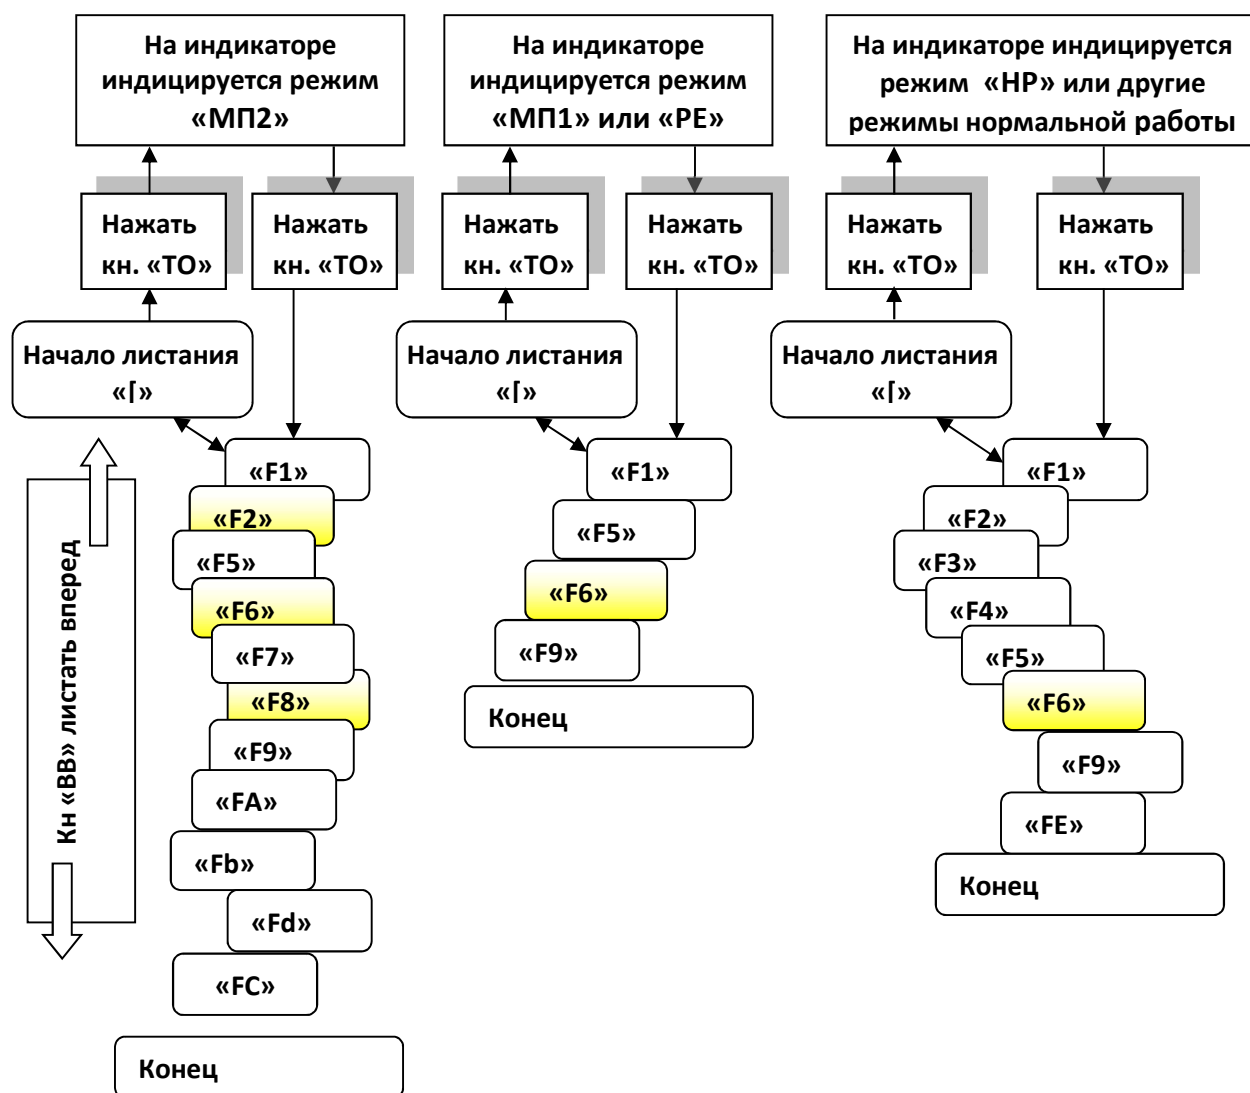 На индикаторе
индицируется режим
«МП2»
Нажать
кн. «ТО»
Нажать
кн. «ТО»
Начало листания
«⌈»
«F1»
«F2»
«F5»
«F6»
«F7»
«F8»
«F9»
«FA»
«Fb»
«Fd»
«FC»
Конец
Кн «ВВ» листать вперед
На индикаторе
индицируется режим
«МП1» или «РЕ»
Нажать
кн. «ТО»
Нажать
кн. «ТО»
Начало листания
«⌈»
«F1»
«F5»
«F6»
«F9»
Конец
На индикаторе индицируется
режим «НР» или другие
режимы нормальной работы
Нажать
кн. «ТО»
Нажать
кн. «ТО»
Начало листания
«⌈»
«F1»
«F2»
«F3»
«F4»
«F5»
«F6»
«F9»
«FE»
Конец